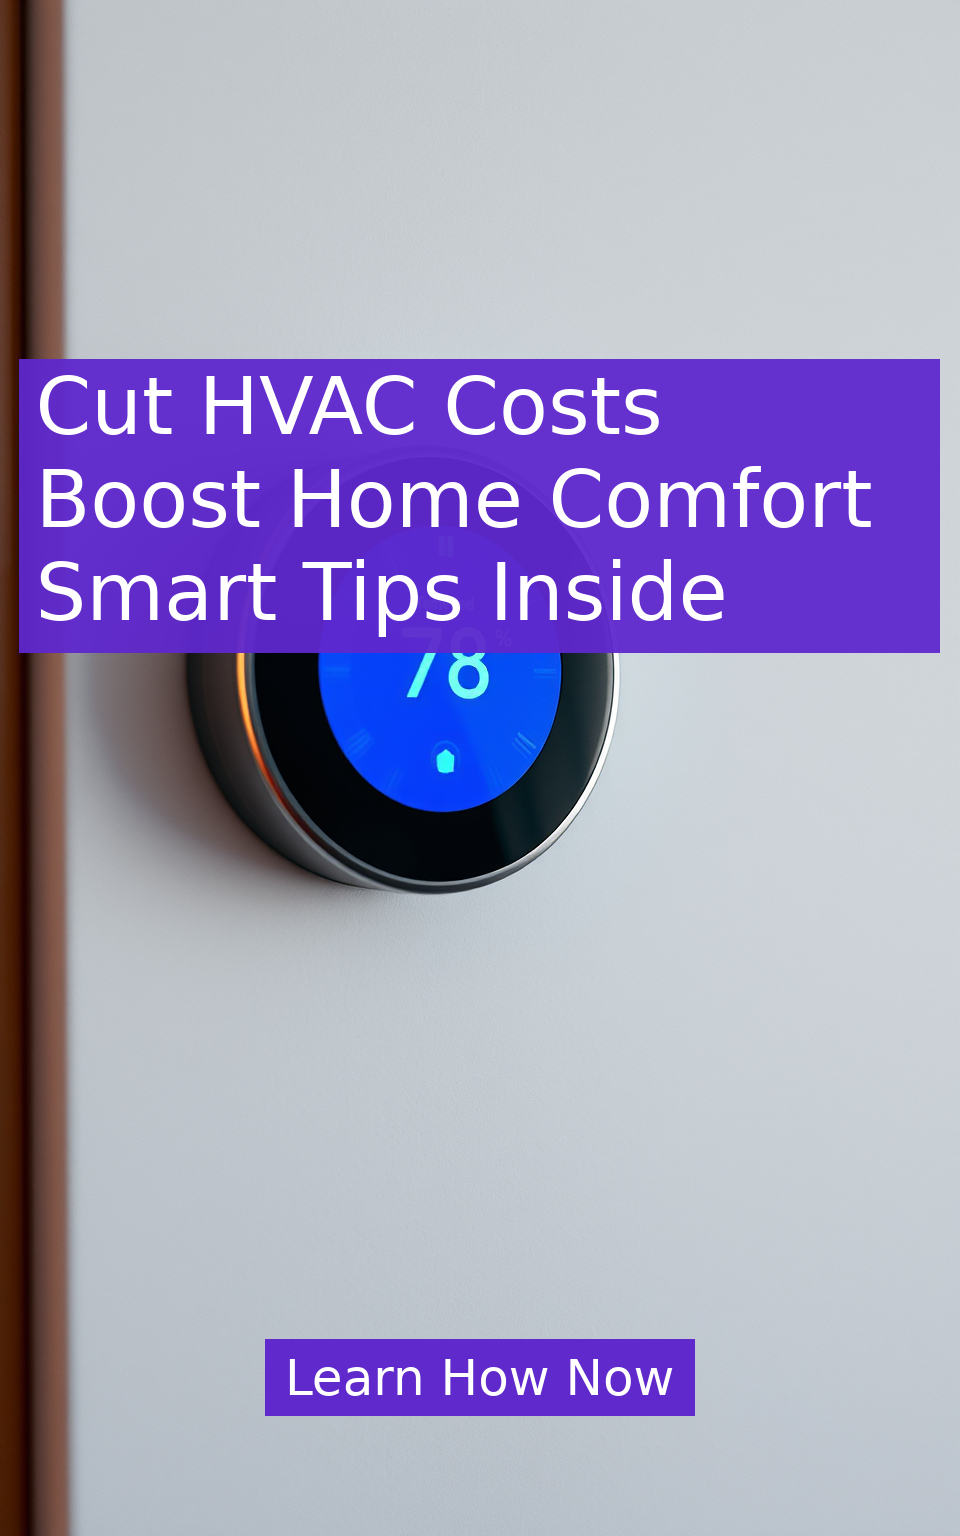 Cut HVAC Costs
Boost Home Comfort
Smart Tips Inside
78
Learn How Now